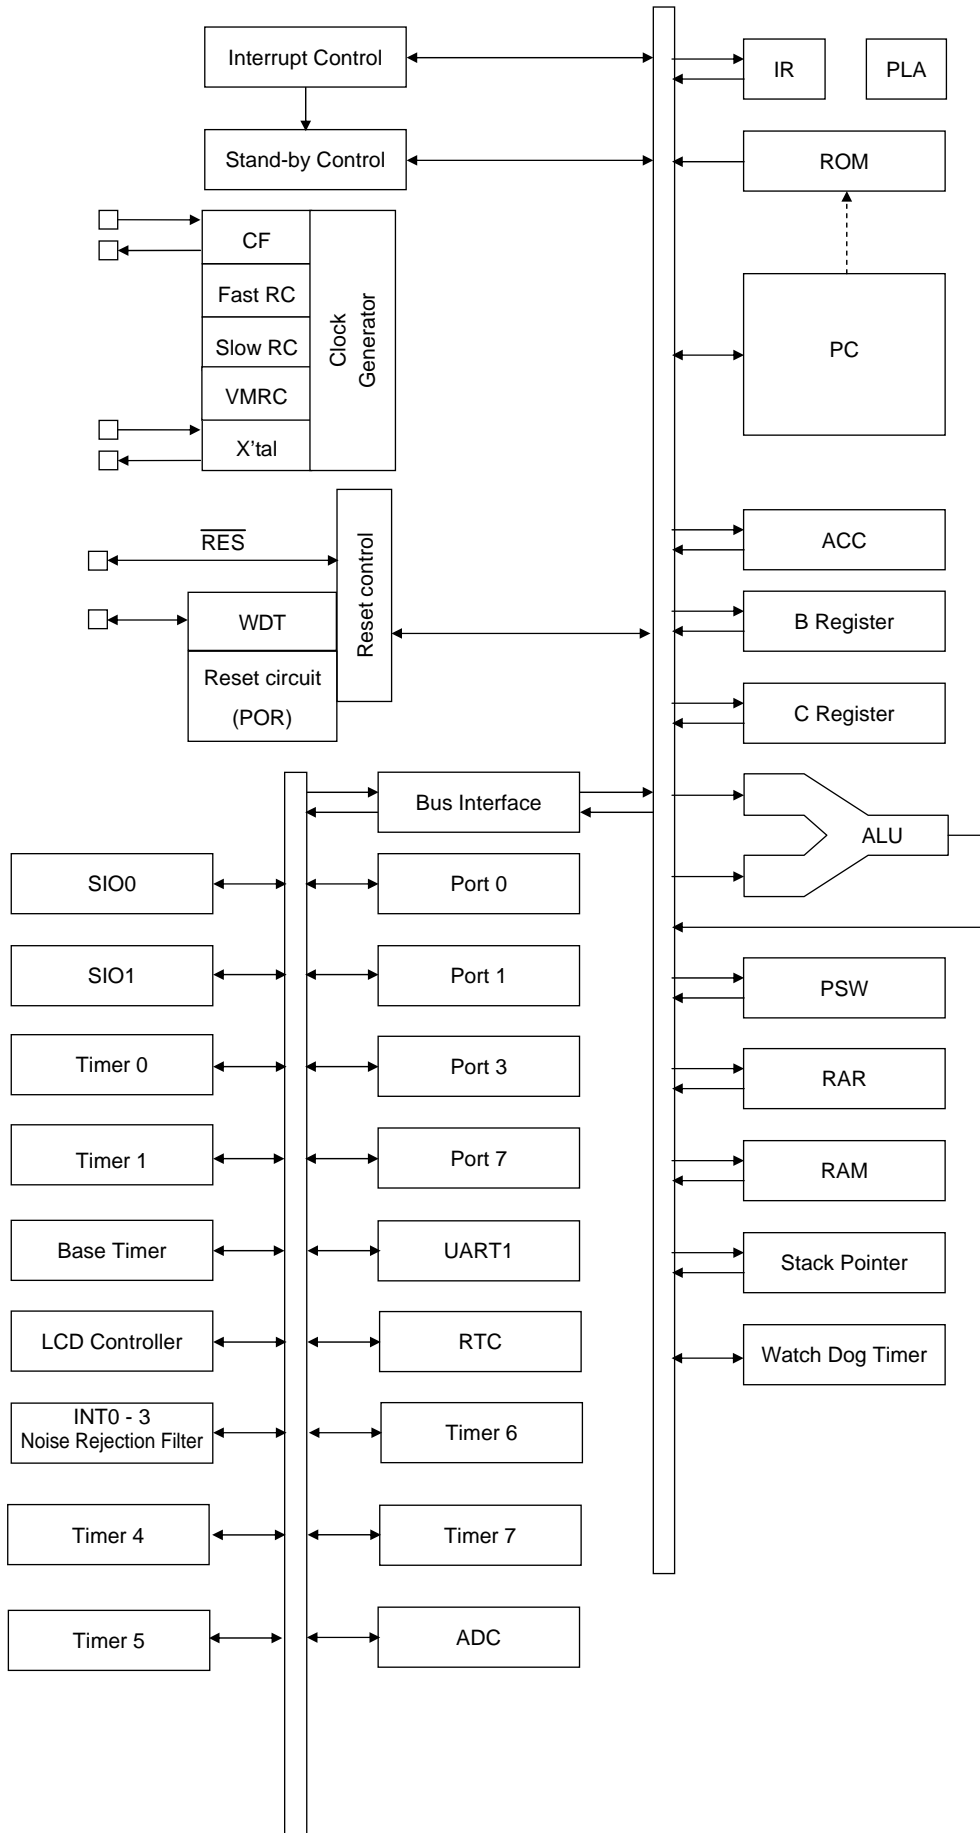 Interrupt Control
IR
PLA
Stand-by Control
ROM
CF
Fast RC
Slow RC
VMRC
X'tal
Clock
Generator
PC
RES
Reset control
WDT
Reset circuit
(POR)
ACC
B Register
C Register
Bus Interface
ALU
SIO0
Port 0
SIO1
Port 1
PSW
Timer 0
Port 3
RAR
Timer 1
Port 7
RAM
Base Timer
UART1
Stack Pointer
LCD Controller
RTC
Watch Dog Timer
INT0 - 3
Noise Rejection Filter
Timer 6
Timer 4
Timer 7
Timer 5
ADC